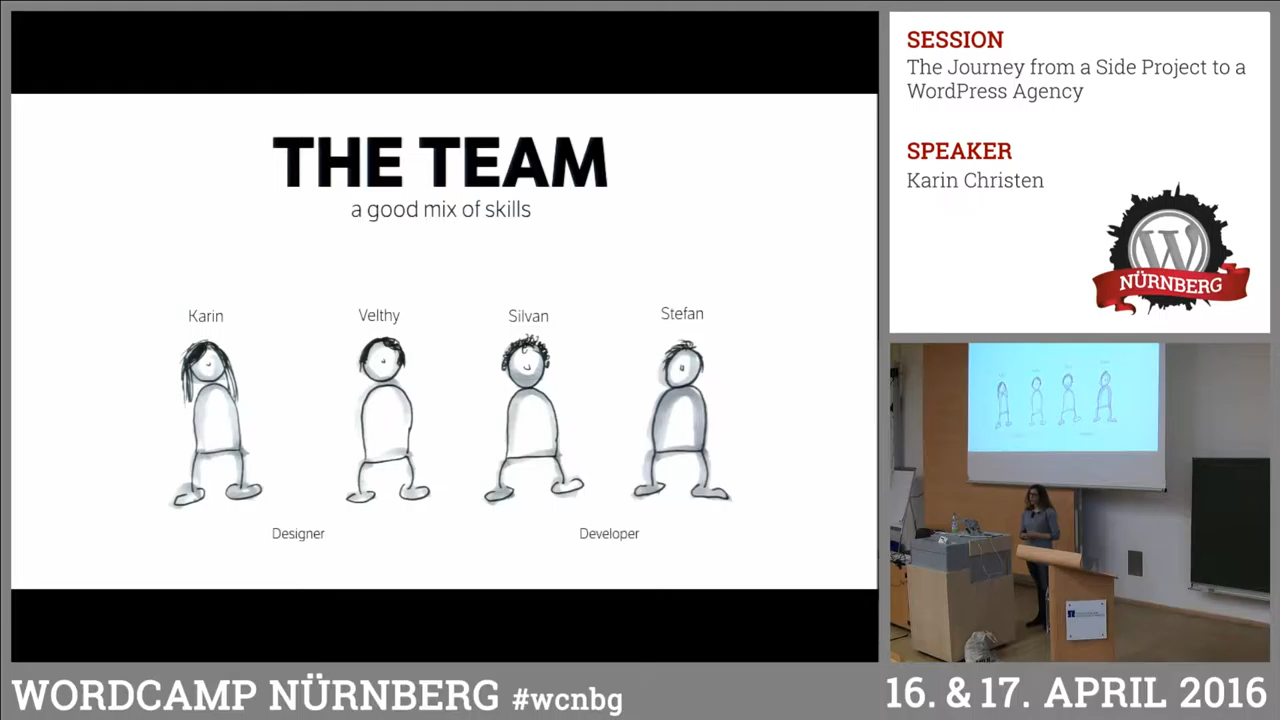 THE TEAM
a good mix of skills
Karin
Velthy
Silvan
Stefan
Designer
Developer
SESSION
The Journey from a Side Project to a
WordPress Agency
SPEAKER
Karin Christen
W
NÜRNBERG
WORDCAMP NÜRNBERG #wcnbg
16. & 17. APRIL 2016